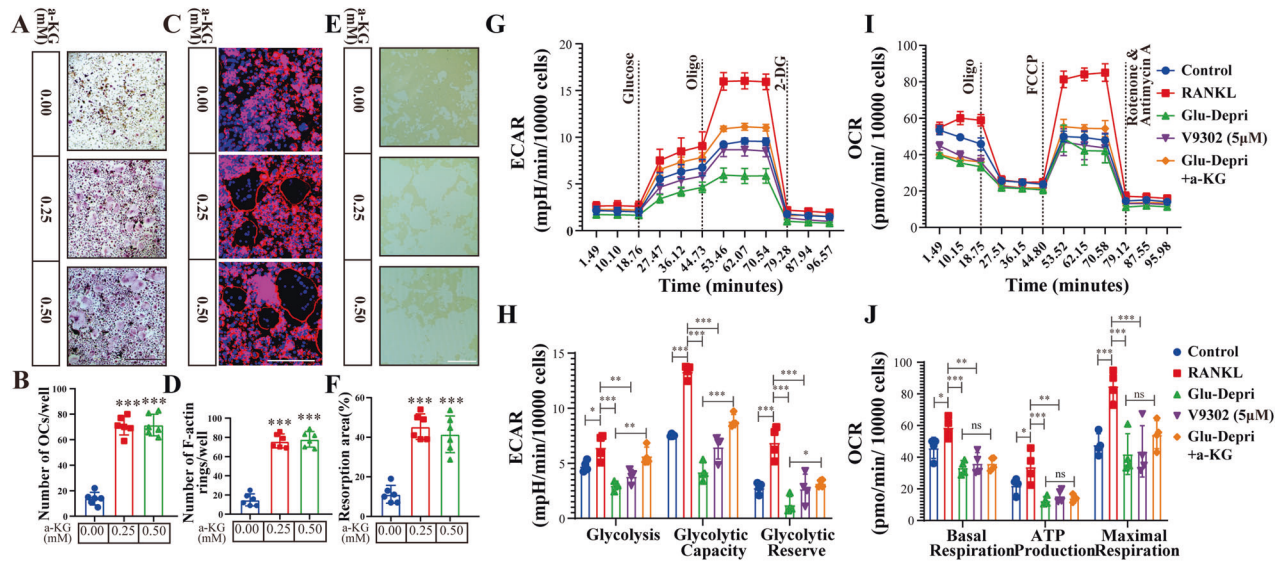 A
a-KG
(mM)
0.00
0.25
0.50
C
a-KG
(mM)
0.00
0.25
0.50
E
a-KG
(mM)
0.00
0.25
0.50
B
Number of OCs/well
100
80
60
40
20
0
***
***
a-KG
(mM)
0.00
0.25
0.50
D
Number of F-actin
rings/well
100
80
60
40
20
0
***
***
a-KG
(mM)
0.00
0.25
0.50
F
Resorption area(%)
80
60
40
20
0
***
***
a-KG
(mM)
0.00
0.25
0.50
G
ECAR
(mpH/min/10000 cells)
20
15
10
5
0
Glucose
Oligo
2-DG
1.49
10.10
18.76
27.47
36.12
44.73
53.46
62.07
70.54
79.28
87.94
96.57
Time (minutes)
I
OCR
(pmo/min/ 10000 cells)
100
80
60
40
20
0
Oligo
FCCP
Rotenone &
Antimycin A
1.49
10.15
18.75
27.51
36.15
44.80
53.52
62.15
70.58
79.12
87.55
95.98
Time (minutes)
Control
RANKL
Glu-Depri
V9302 (5μM)
Glu-Depri
+a-KG
H
ECAR
(mpH/min/10000 cells)
15
10
5
0
*
***
**
**
***
***
***
***
***
***
***
*
Glycolysis
Glycolytic
Capacity
Glycolytic
Reserve
J
OCR
(pmo/min/ 10000 cells)
100
80
60
40
20
0
*
***
**
ns
*
***
**
ns
***
***
***
ns
Basal
Respiration
ATP
Production
Maximal
Respiration
Control
RANKL
Glu-Depri
V9302 (5μM)
Glu-Depri
+a-KG